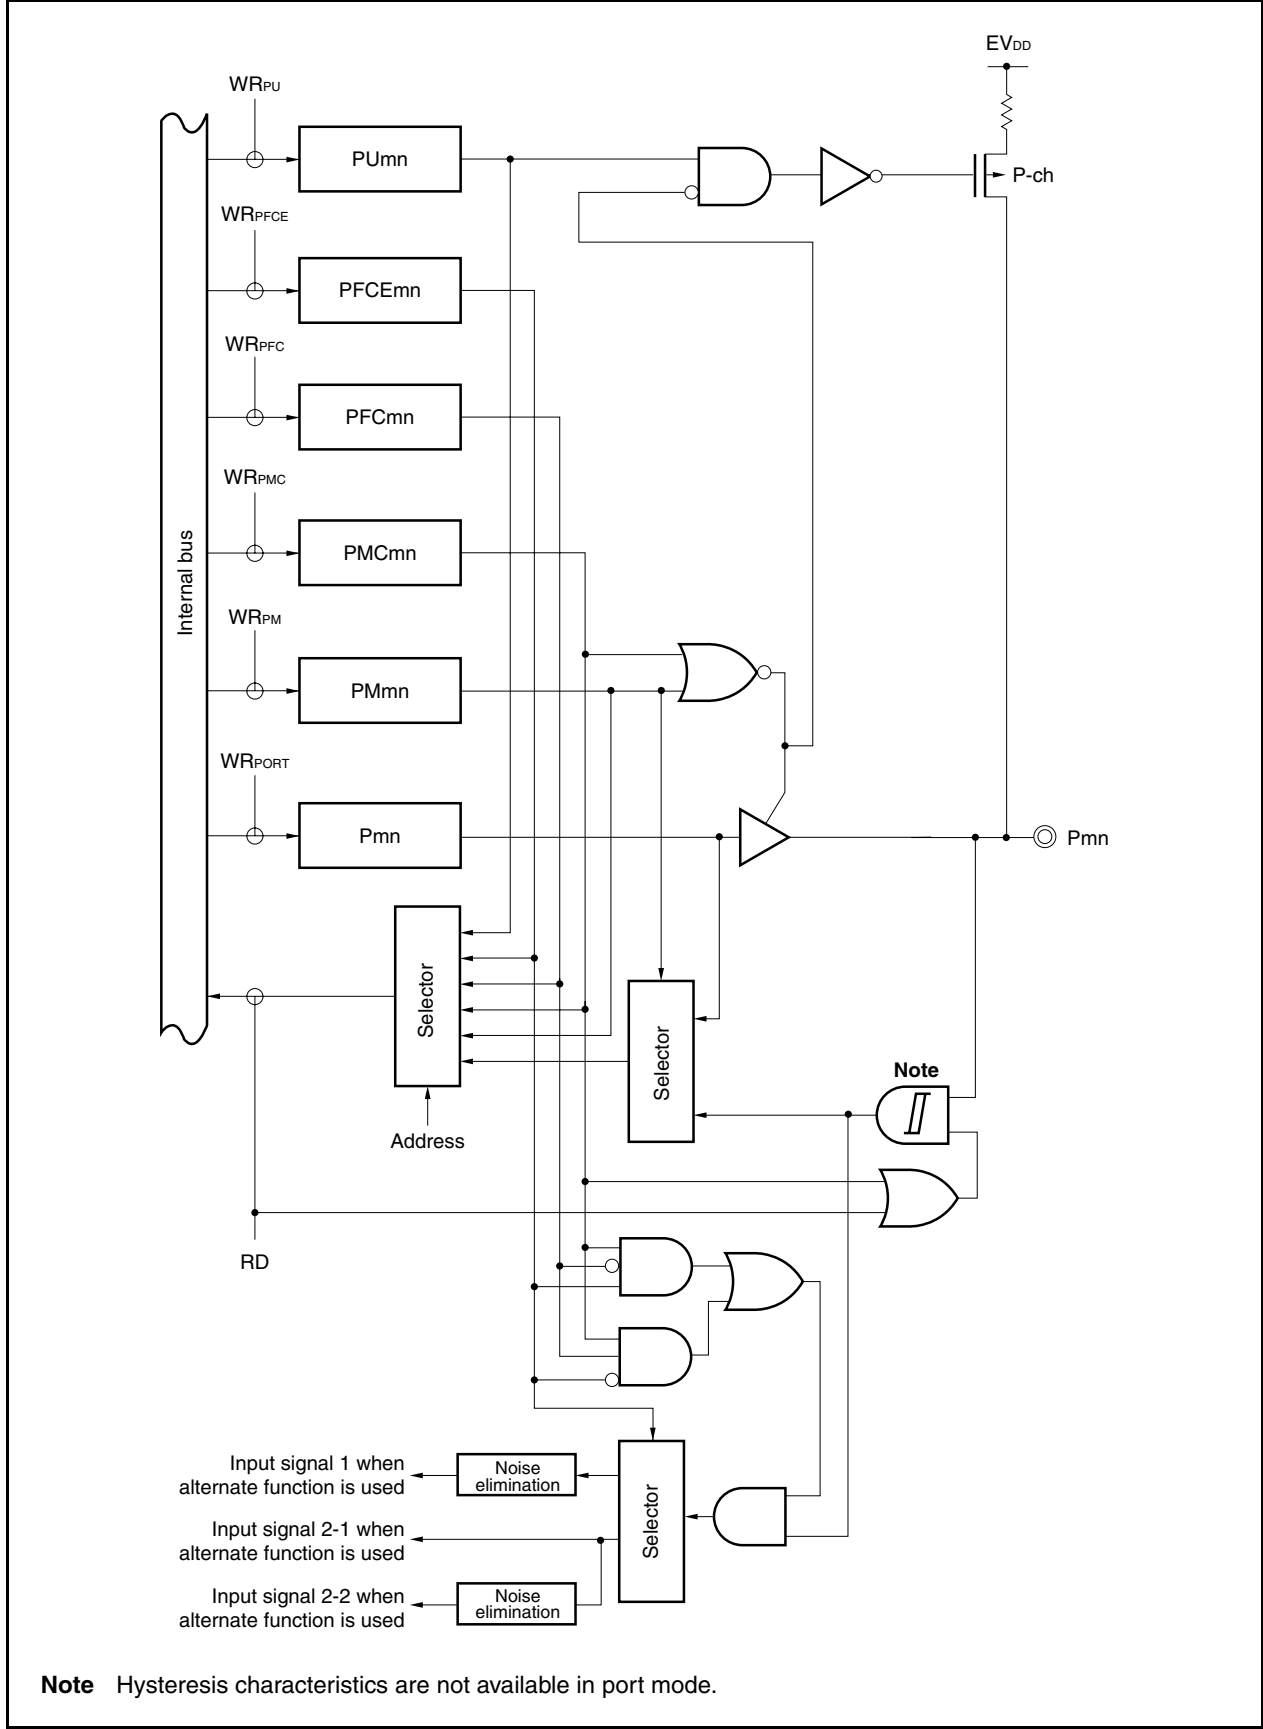 EVDD
WRPU
PUmn
P-ch
WRPFCE
PFCEmn
WRPFC
PFCmn
WRPMC
PMCmn
Internal bus
WRPM
PMmn
WRPORT
Pmn
Pmn
Selector
Selector
Note
Address
RD
Input signal 1 when
alternate function is used
Noise
elimination
Selector
Input signal 2-1 when
alternate function is used
Input signal 2-2 when
alternate function is used
Noise
elimination
Note Hysteresis characteristics are not available in port mode.